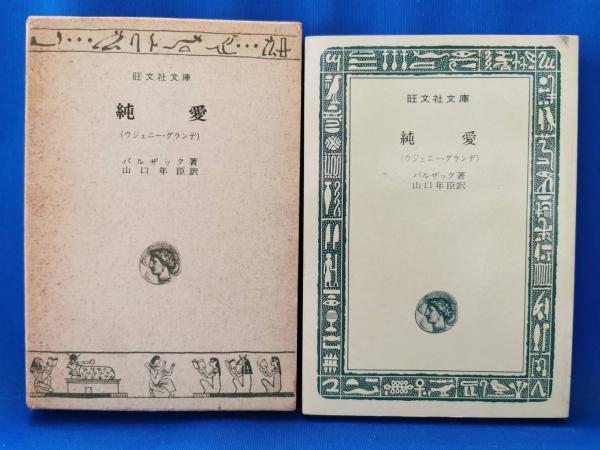 旺文社文庫
純愛
(ウジェニー・グランデ)
バルザック著
山口年臣訳
旺文社文庫
純愛
(ウジェニー・グランデ)
バルザック著
山口年臣訳